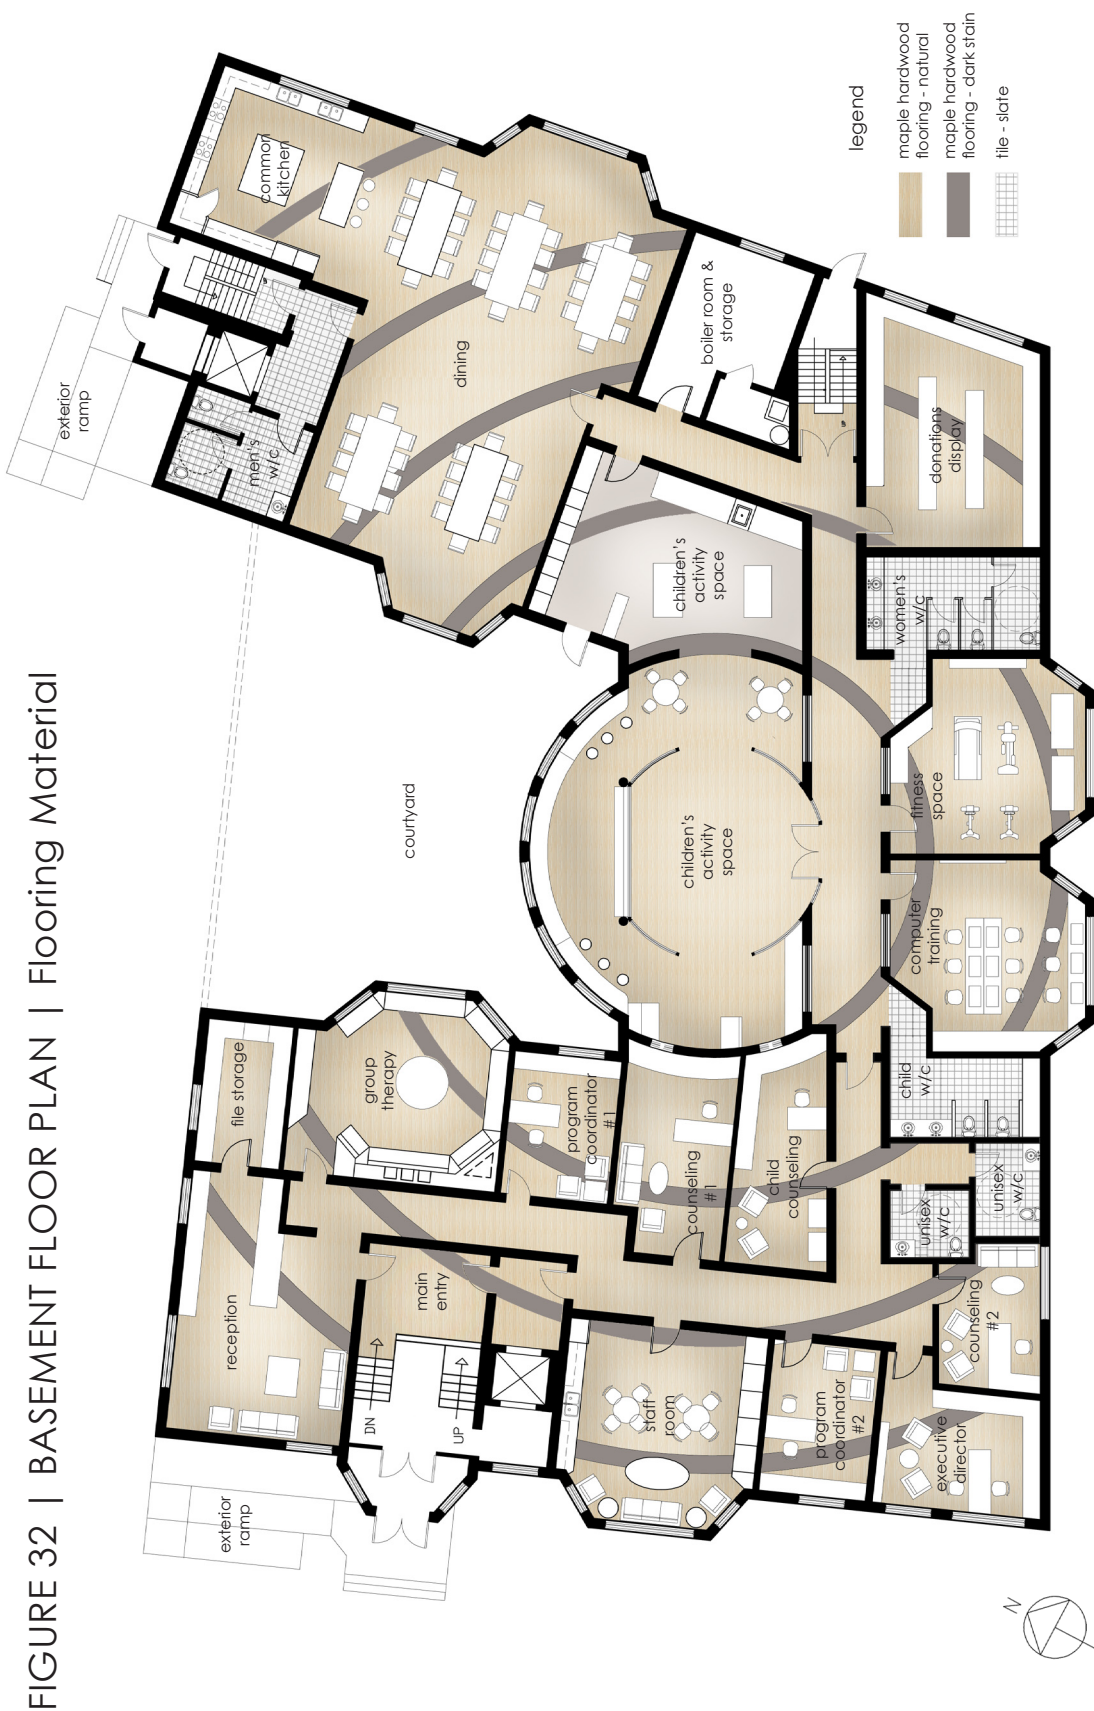 FIGURE 32 | BASEMENT FLOOR PLAN | Flooring Material
exterior
ramp
common
kitchen
men's
w/c
dining
boiler room &
storage
UP
UP
donations
display
children's
activity
space
women's
w/c
courtyard
children's
activity
space
fitness
space
computer
training
child
w/c
unisex
w/c
unisex
w/c
file storage
group
therapy
program
coordinator
#1
counseling
#1
child
counseling
reception
main
entry
DN
UP
staff
room
program
coordinator
#2
executive
director
counseling
#2
exterior
ramp
legend
maple hardwood
flooring - natural
maple hardwood
flooring - dark stain
tile - slate
N